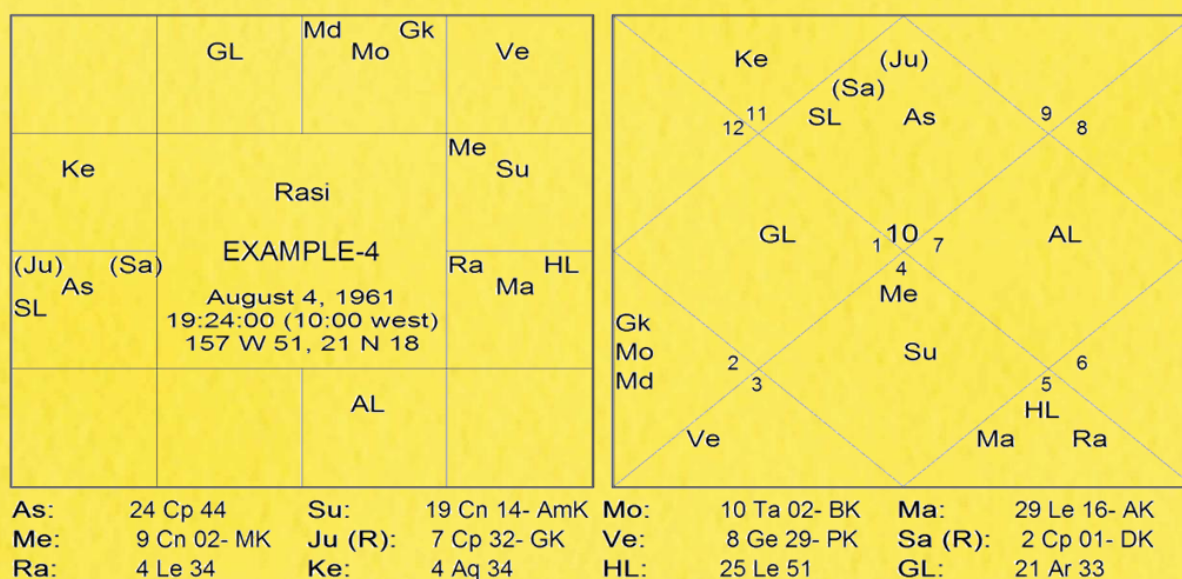 Md Gk
GL Mo Ve
Me
Ke Su
Rasi
EXAMPLE-4
(Ju) (Sa) Ra HL
As Ma
SL
August 4, 1961
19:24:00 (10:00 west)
157 W 51, 21 N 18
AL
Ke (Ju)
(Sa)
11 9
SL As
12 8
GL 1 10 7 AL
4
Me
Gk
Mo Su
2 6
Md
3 5
HL
Ve Ma Ra
As: 24 Cp 44 Su: 19 Cn 14- AmK Mo: 10 Ta 02- BK Ma: 29 Le 16- AK
Me: 9 Cn 02- MK Ju (R): 7 Cp 32- GK Ve: 8 Ge 29- PK Sa (R): 2 Cp 01- DK
Ra: 4 Le 34 Ke: 4 Aq 34 HL: 25 Le 51 GL: 21 Ar 33